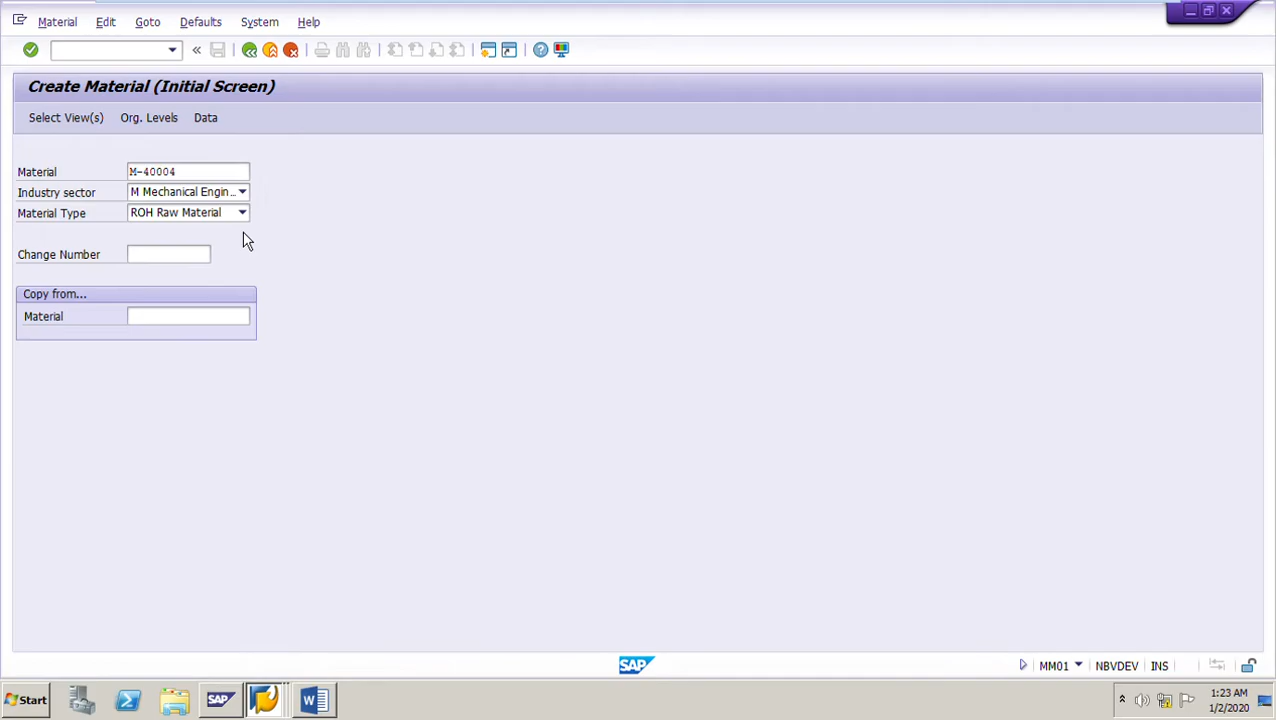 Material Edit Goto Defaults System Help
Create Material (Initial Screen)
Select View(s) Org. Levels Data
Material M-40004
Industry sector M Mechanical Engin...
Material Type ROH Raw Material
Change Number
Copy from...
Material
SAP MM01 NBVDEV INS
Start SAP W 1:23 AM
1/2/2020